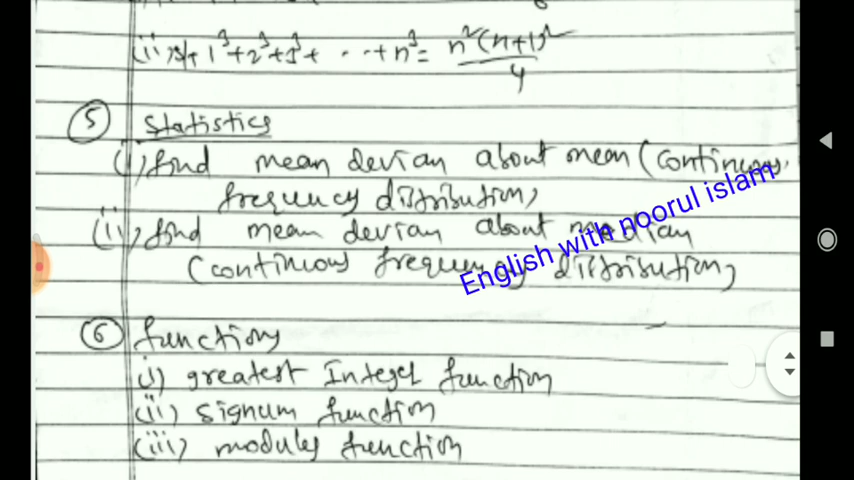 (ii) 1³+2³+3³+ ....+n³= n²(n+1)²/4
5 Statistics
(i) find mean devian about mean (continuous
frequency distribution)
(ii) find mean devian about median
(continuous frequency distribution)
English with noorul islam
6 functions
(i) greatest Integer function
(ii) signum function
(iii) modules function